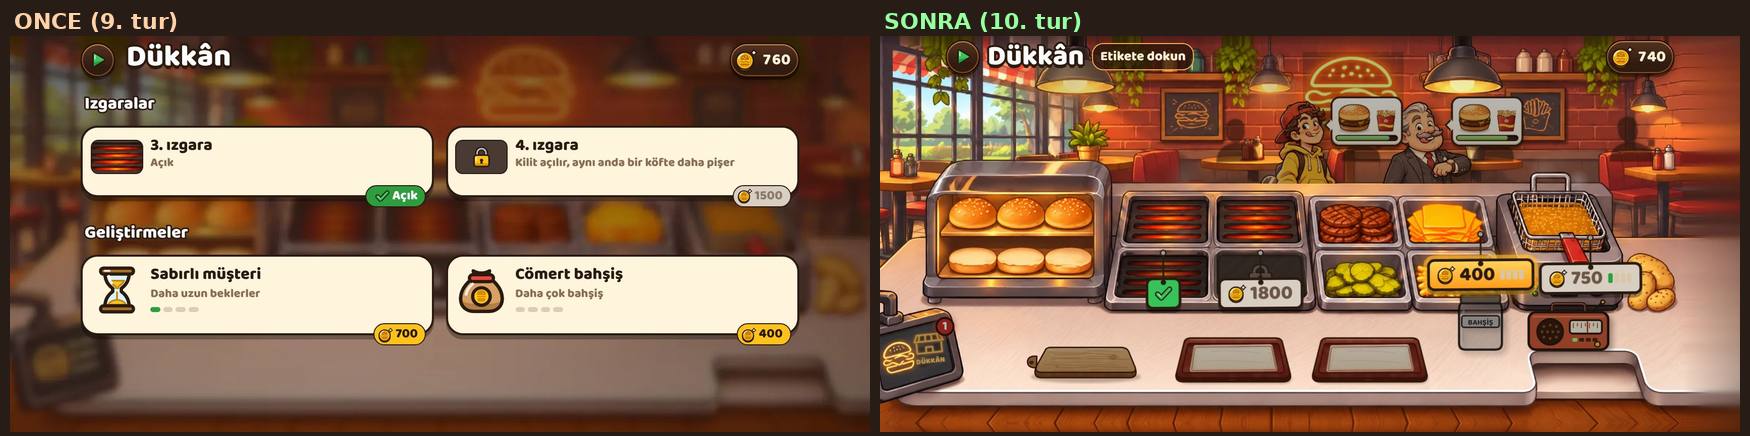 ONCE (9. tur)
Dükkân
760
Izgaralar
3. ızgara
Açık
Açık
4. ızgara
Kilit açılır, aynı anda bir köfte daha pişer
1500
Geliştirmeler
Sabırlı müşteri
Daha uzun beklerler
700
Cömert bahşiş
Daha çok bahşiş
400
SONRA (10. tur)
Dükkân
Etikete dokun
740
400
750
1800
BAHŞİŞ
1
DÜKKÂN